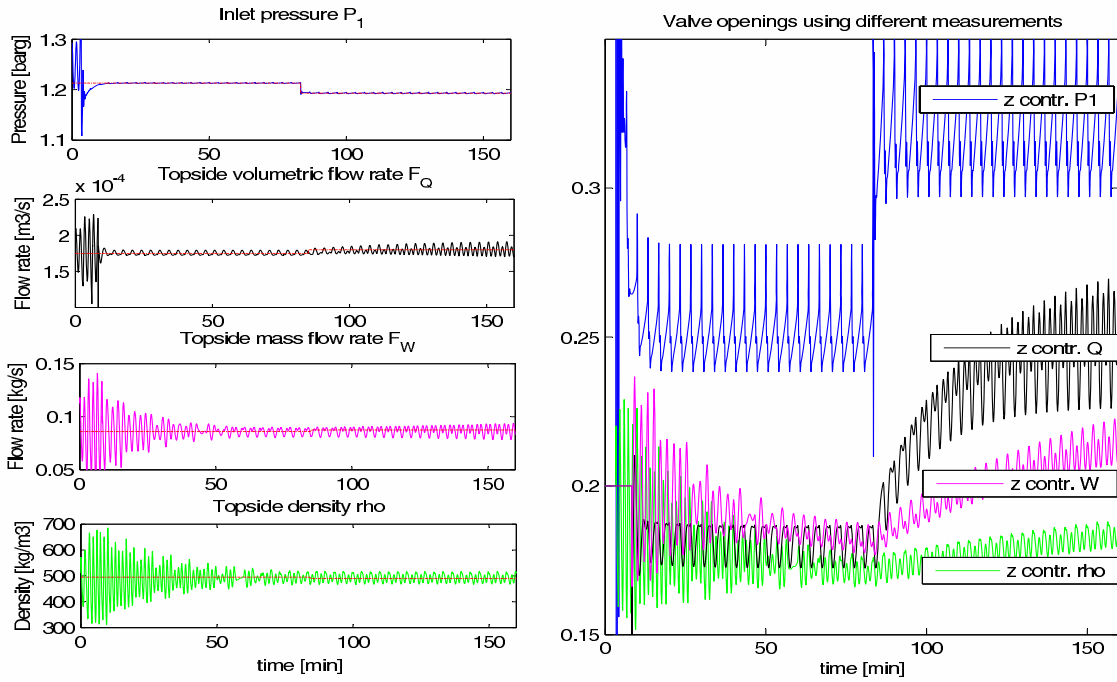 Inlet pressure P1
Pressure [barg]
1.3
1.2
1.1
0
50
100
150
Topside volumetric flow rate FQ
x 10-4
Flow rate [m3/s]
2.5
2
1.5
0
50
100
150
Topside mass flow rate FW
Flow rate [kg/s]
0.15
0.1
0.05
0
50
100
150
Topside density rho
Density [kg/m3]
700
600
500
400
300
0
50
100
150
time [min]
Valve openings using different measurements
0.3
0.25
0.2
0.15
z contr. P1
z contr. Q
z contr. W
z contr. rho
50
100
150
time [min]